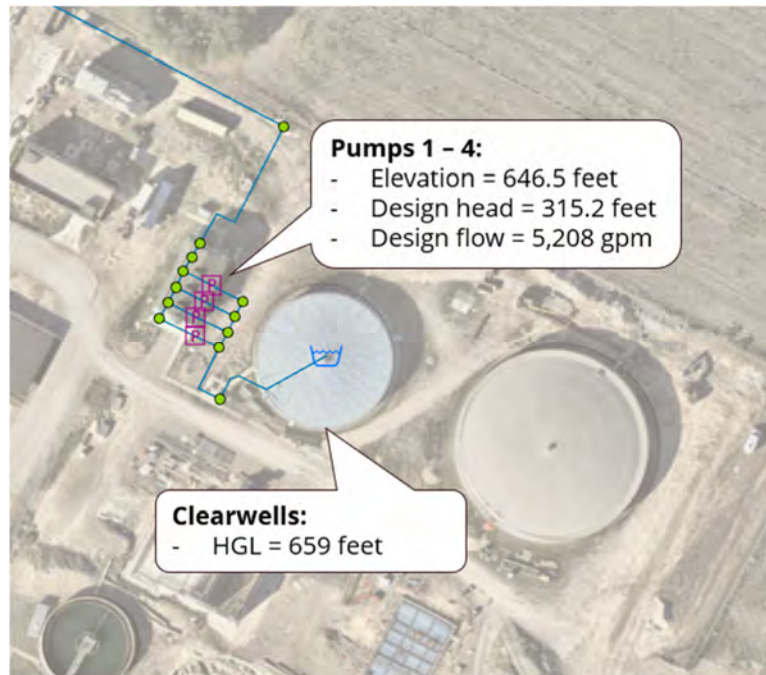 Pumps 1 – 4:
- Elevation = 646.5 feet
- Design head = 315.2 feet
- Design flow = 5,208 gpm
P
P
P
P
Clearwells:
- HGL = 659 feet